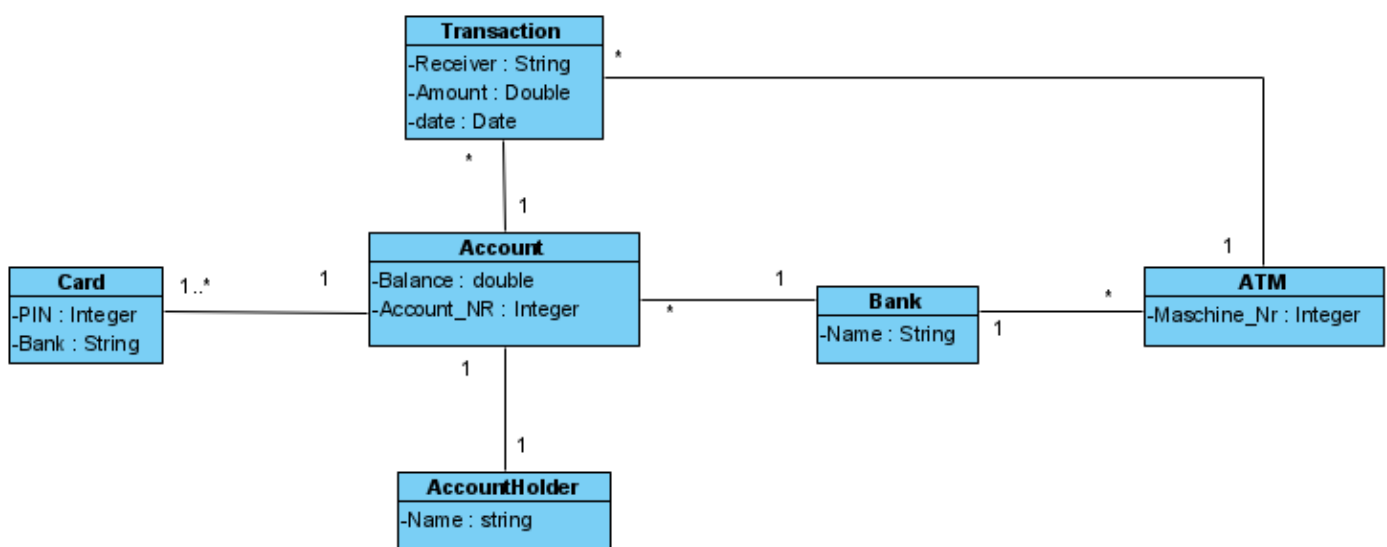 Transaction
-Receiver : String
-Amount : Double
-date : Date
*
*
1
Account
-Balance : double
-Account_NR : Integer
Card
-PIN : Integer
-Bank : String
1..*
1
1
*
Bank
-Name : String
1
*
1
ATM
-Maschine_Nr : Integer
1
1
AccountHolder
-Name : string